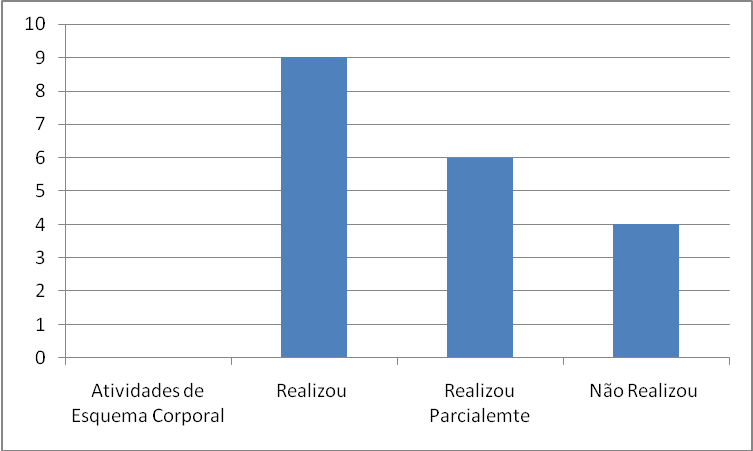 10
9
8
7
6
5
4
3
2
1
0
Atividades de
Esquema Corporal
Realizou
Realizou
Parcialemte
Não Realizou